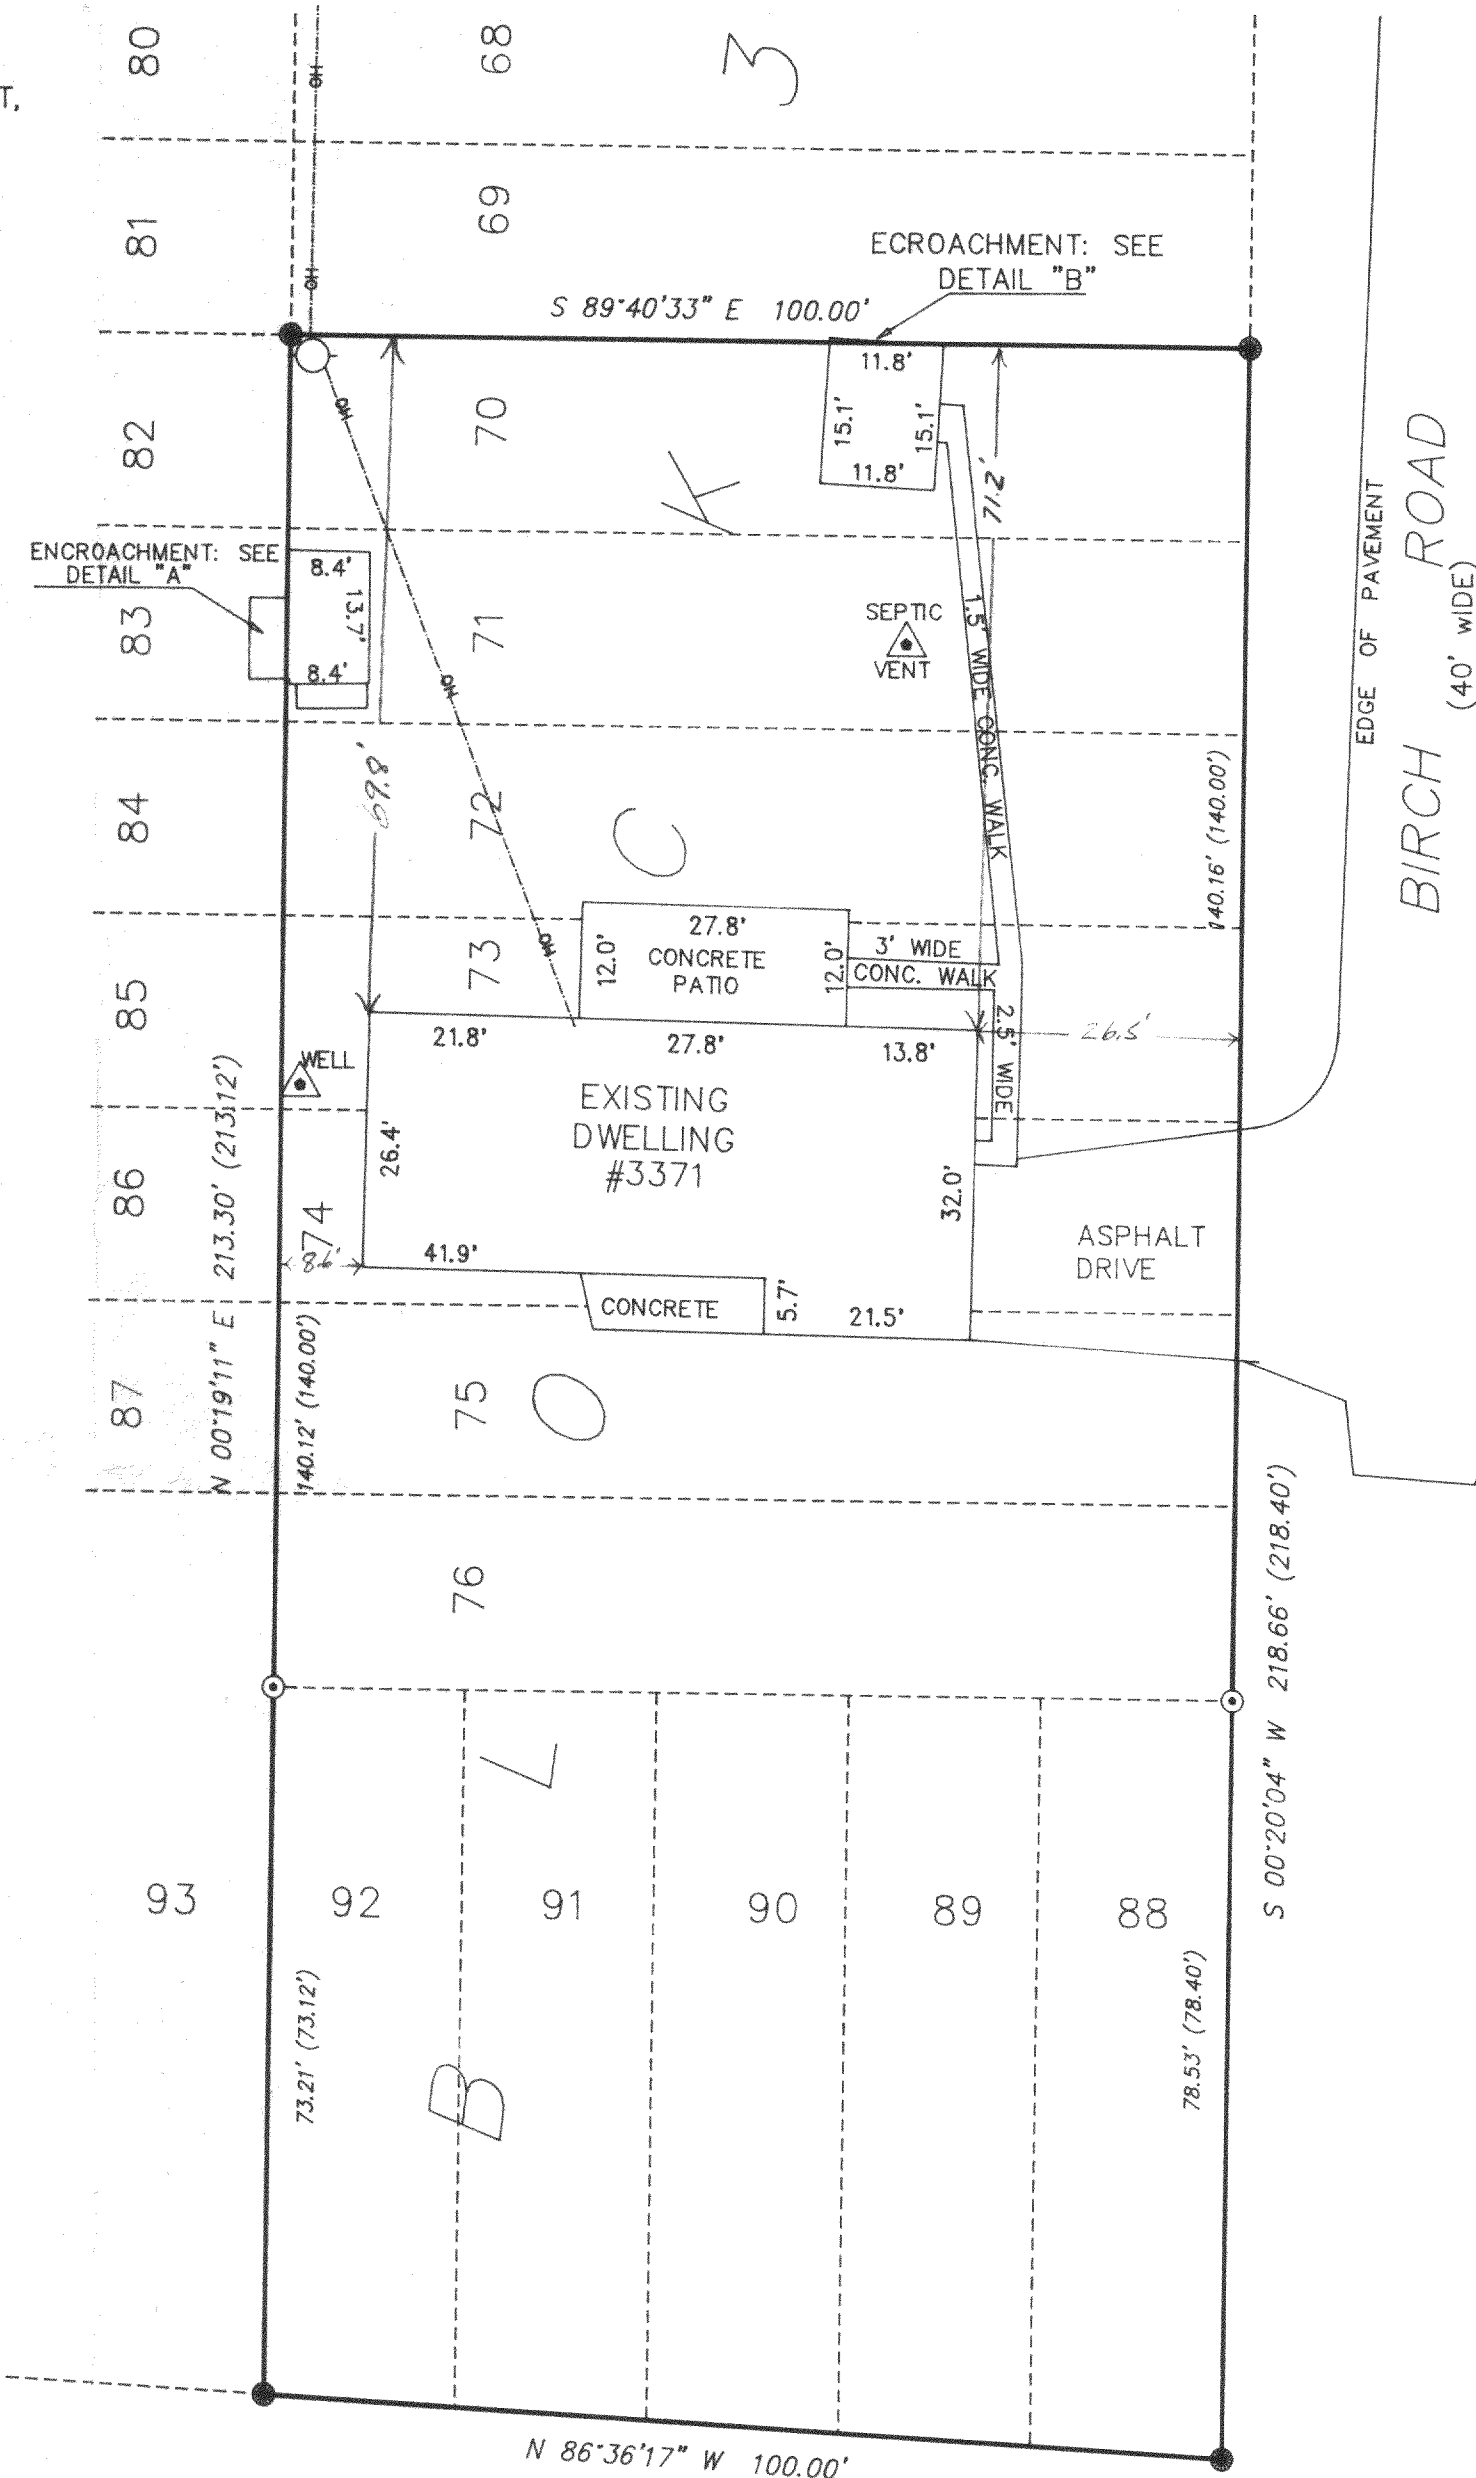 T,
80
68
3
81
69
ECROACHMENT: SEE
DETAIL "B"
S 89°40'33" E 100.00'
OH
OH
82
OH
70
K
11.8'
15.1'
15.1'
11.8'
71.2'
ENCROACHMENT: SEE
DETAIL "A"
83
8.4'
13.7'
8.4'
71
OH
SEPTIC
VENT
1.5' WIDE CONC. WALK
EDGE OF PAVEMENT
BIRCH ROAD
(40' WIDE)
84
69.8'
72
C
140.16' (140.00')
85
73
OH
12.0'
27.8'
CONCRETE
PATIO
12.0'
3' WIDE
CONC. WALK
2.5' WIDE
26.5'
21.8'
27.8'
13.8'
WELL
N 00°19'11" E 213.30' (213.12')
86
74
8.6'
26.4'
EXISTING
DWELLING
#3371
32.0'
ASPHALT
DRIVE
41.9'
CONCRETE
5.7'
21.5'
87
140.12' (140.00')
75
O
76
S 00°20'04" W 218.66' (218.40')
L
93
92
91
90
89
88
73.21' (73.12')
B
78.53' (78.40')
N 86°36'17" W 100.00'